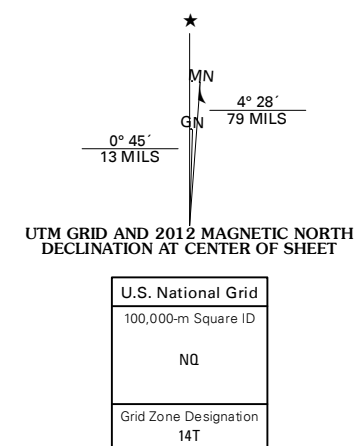 ★
MN
4° 28´
79 MILS
GN
0° 45´
13 MILS
UTM GRID AND 2012 MAGNETIC NORTH
DECLINATION AT CENTER OF SHEET
U.S. National Grid
100,000-m Square ID
NQ
Grid Zone Designation
14T